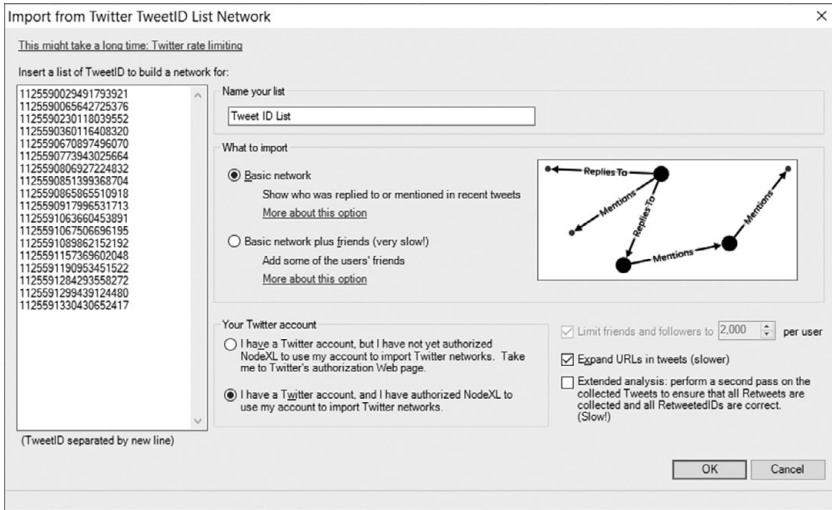 Import from Twitter TweetID List Network
This might take a long time: Twitter rate limiting
Insert a list of TweetID to build a network for:
1125590029491793921
1125590065642725376
1125590230118039552
1125590360116408320
1125590670897496070
1125590773943025664
1125590806927224832
1125590851399368704
1125590865865510918
1125590917996531713
1125591063660453891
1125591067506696195
1125591089862152192
1125591157369602048
1125591190953451522
1125591284293558272
1125591299439124480
1125591330430652417
(TweetID separated by new line)
Name your list
Tweet ID List
What to import
Basic network
Show who was replied to or mentioned in recent tweets
More about this option
Basic network plus friends (very slow!)
Add some of the users' friends
More about this option
Replies To
Mentions
Replies To
Mentions
Mentions
Your Twitter account
I have a Twitter account, but I have not yet authorized
NodeXL to use my account to import Twitter networks. Take
me to Twitter's authorization Web page.
I have a Twitter account, and I have authorized NodeXL to
use my account to import Twitter networks.
Limit friends and followers to 2,000 per user
Expand URLs in tweets (slower)
Extended analysis: perform a second pass on the
collected Tweets to ensure that all Retweets are
collected and all RetweetedIDs are correct.
(Slow!)
OK Cancel